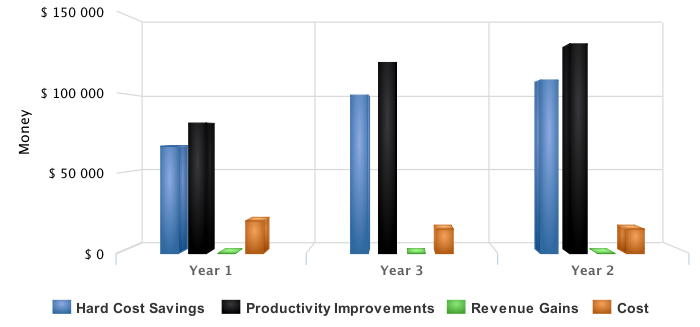 $ 150 000
$ 100 000
$ 50 000
$ 0
Money
Year 1
Year 3
Year 2
Hard Cost Savings
Productivity Improvements
Revenue Gains
Cost